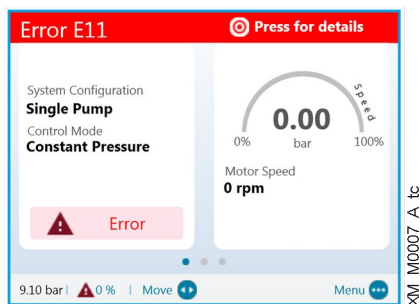 Error E11
Press for details
System Configuration
Single Pump
Control Mode
Constant Pressure
Error
Speed
0.00
0% bar 100%
Motor Speed
0 rpm
9.10 bar | 0 % | Move Menu
XM_M0007_A_tc